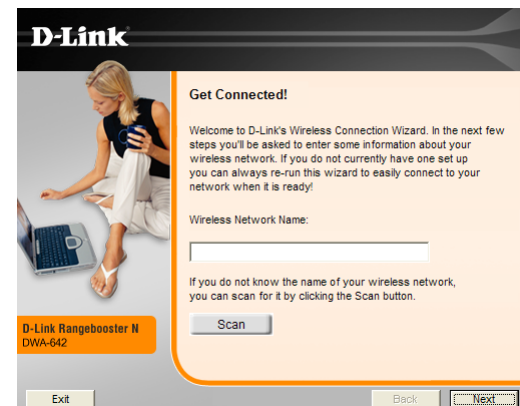 D-Link
Get Connected!
Welcome to D-Link's Wireless Connection Wizard. In the next few
steps you'll be asked to enter some information about your
wireless network. If you do not currently have one set up
you can always re-run this wizard to easily connect to your
network when it is ready!
Wireless Network Name:
If you do not know the name of your wireless network,
you can scan for it by clicking the Scan button.
Scan
D-Link Rangebooster N
DWA-642
Exit
Back
Next